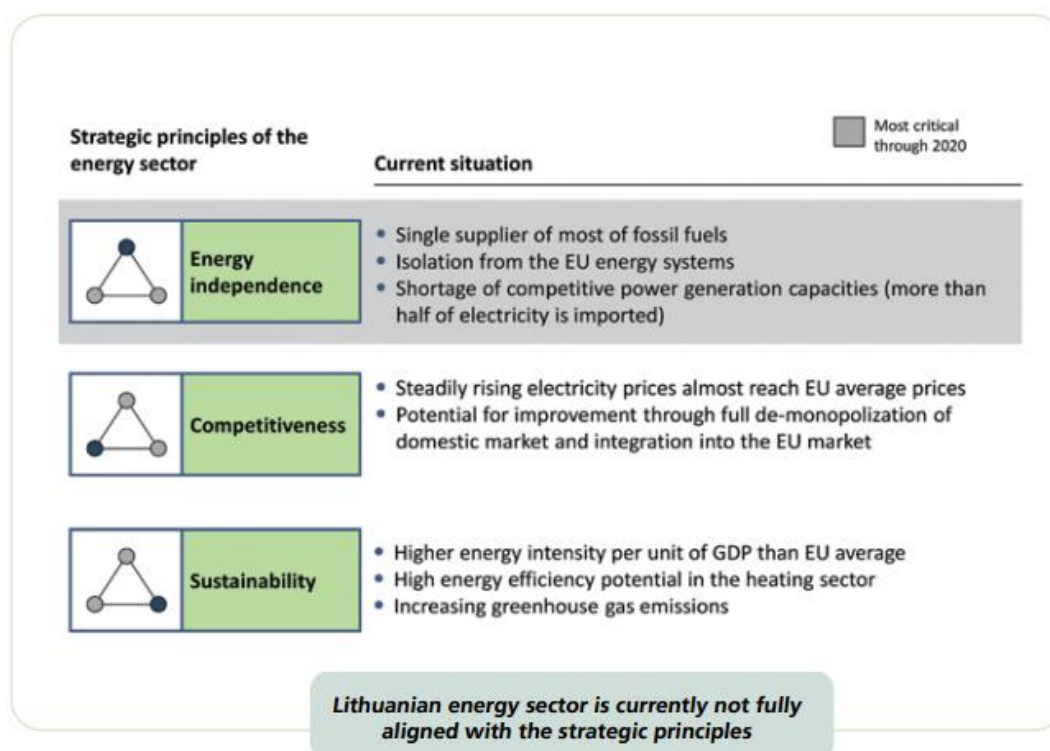 Strategic principles of the
energy sector
Current situation
Most critical
through 2020
Energy
independence
• Single supplier of most of fossil fuels
• Isolation from the EU energy systems
• Shortage of competitive power generation capacities (more than
half of electricity is imported)
Competitiveness
• Steadily rising electricity prices almost reach EU average prices
• Potential for improvement through full de-monopolization of
domestic market and integration into the EU market
Sustainability
• Higher energy intensity per unit of GDP than EU average
• High energy efficiency potential in the heating sector
• Increasing greenhouse gas emissions
Lithuanian energy sector is currently not fully
aligned with the strategic principles